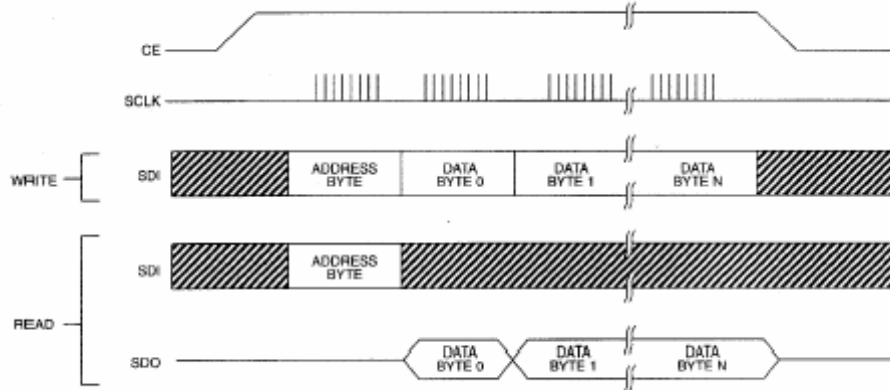 CE
SCLK
WRITE
SDI
ADDRESS
BYTE
DATA
BYTE 0
DATA
BYTE 1
DATA
BYTE N
READ
SDI
ADDRESS
BYTE
SDO
DATA
BYTE 0
DATA
BYTE 1
DATA
BYTE N